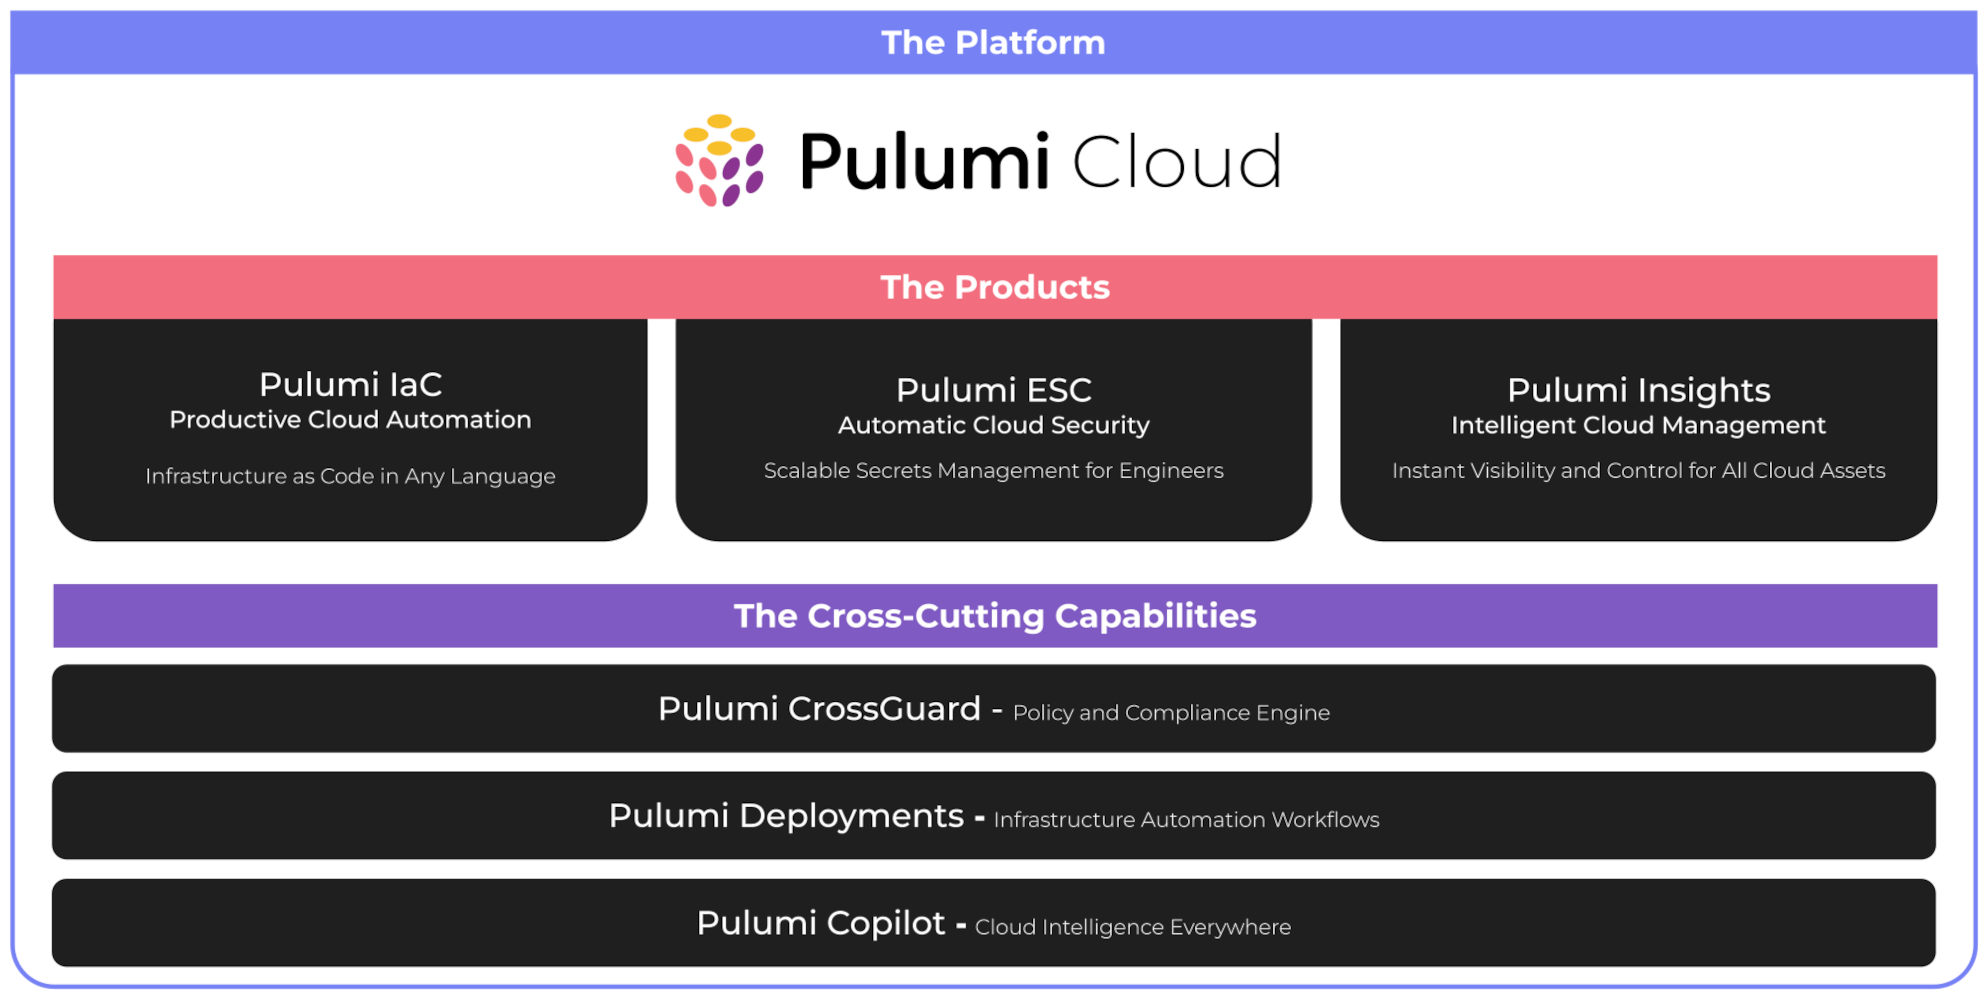 The Platform
Pulumi Cloud
The Products
Pulumi IaC
Productive Cloud Automation
Infrastructure as Code in Any Language
Pulumi ESC
Automatic Cloud Security
Scalable Secrets Management for Engineers
Pulumi Insights
Intelligent Cloud Management
Instant Visibility and Control for All Cloud Assets
The Cross-Cutting Capabilities
Pulumi CrossGuard - Policy and Compliance Engine
Pulumi Deployments - Infrastructure Automation Workflows
Pulumi Copilot - Cloud Intelligence Everywhere